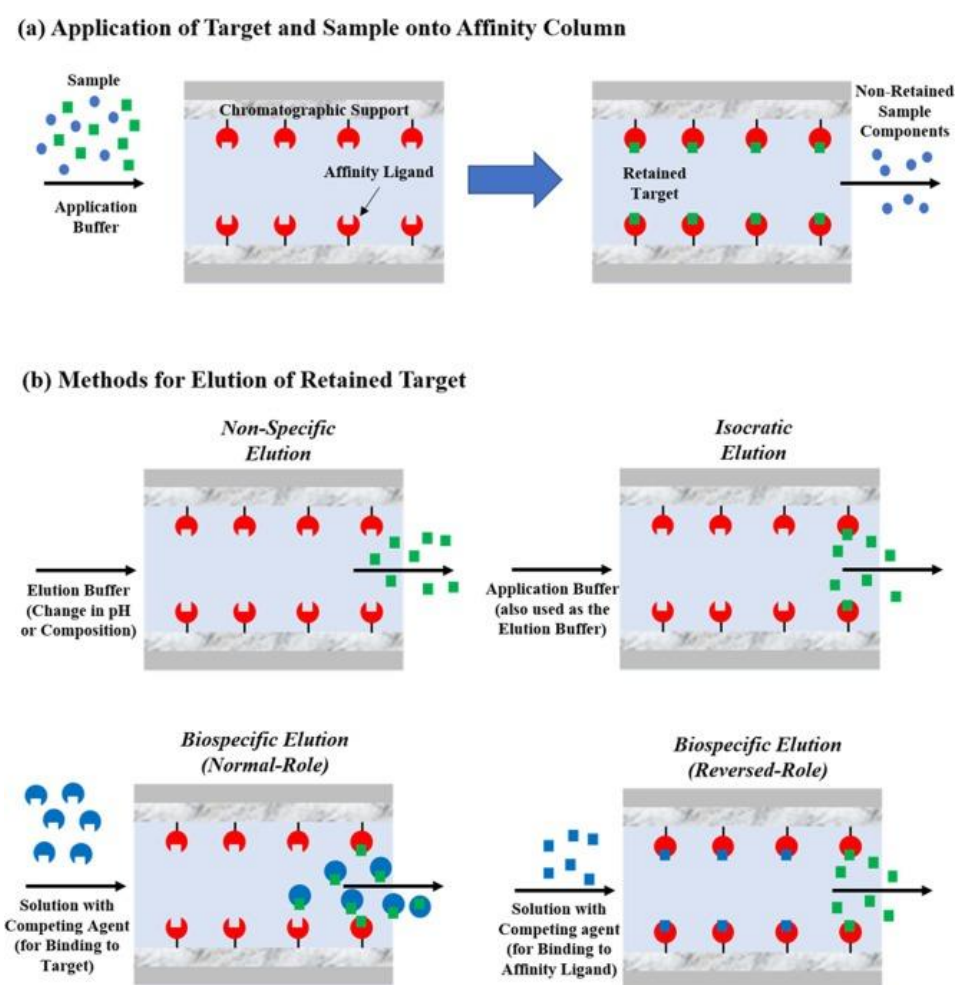 (a) Application of Target and Sample onto Affinity Column
Sample
Application
Buffer
Chromatographic Support
Affinity Ligand
Retained
Target
Non-Retained
Sample
Components
(b) Methods for Elution of Retained Target
Non-Specific
Elution
Elution Buffer
(Change in pH
or Composition)
Isocratic
Elution
Application Buffer
(also used as the
Elution Buffer)
Biospecific Elution
(Normal-Role)
Solution with
Competing Agent
(for Binding to
Target)
Biospecific Elution
(Reversed-Role)
Solution with
Competing agent
(for Binding to
Affinity Ligand)